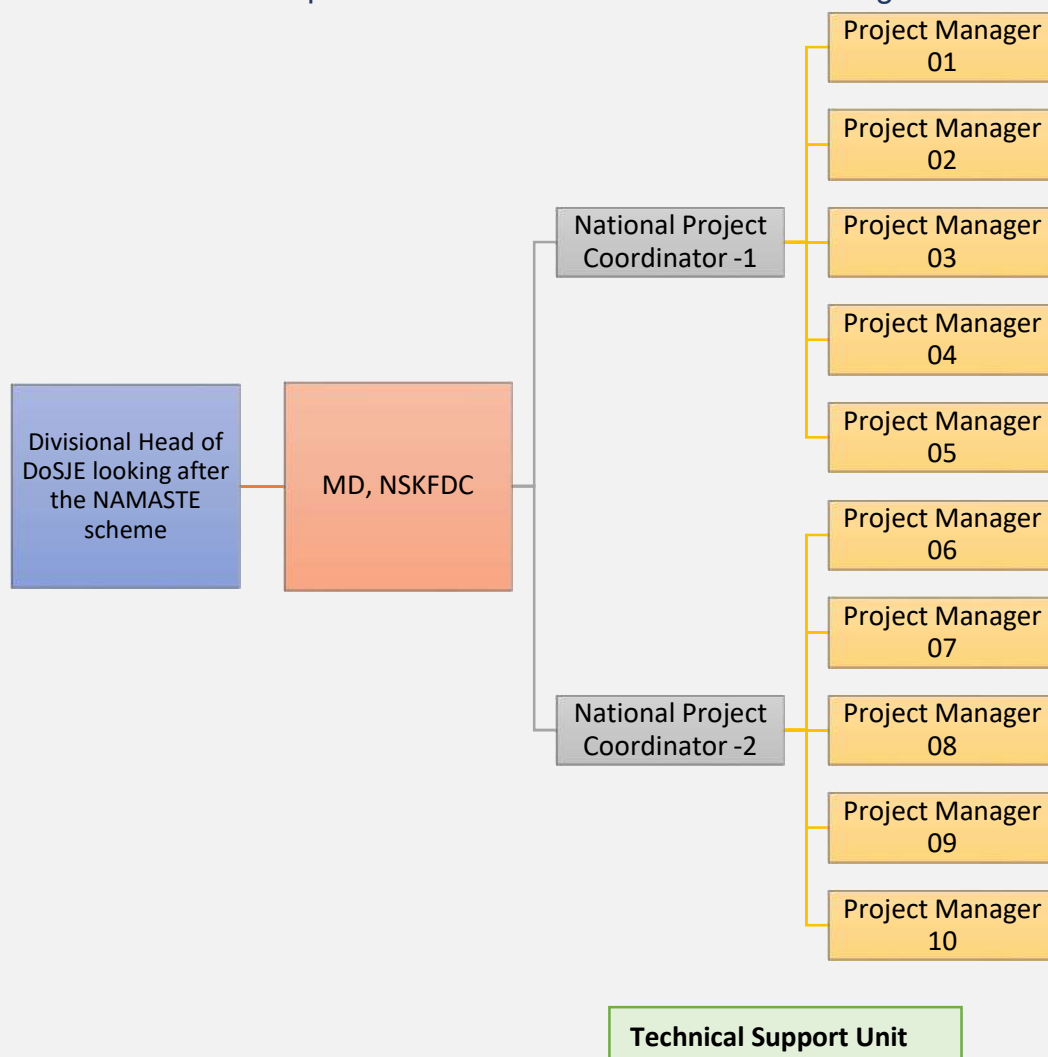 Project Manager
01
Project Manager
02
National Project
Coordinator -1
Project Manager
03
Project Manager
04
Divisional Head of
DoSJE looking after
the NAMASTE
scheme
MD, NSKFDC
Project Manager
05
Project Manager
06
Project Manager
07
National Project
Coordinator -2
Project Manager
08
Project Manager
09
Project Manager
10
Technical Support Unit